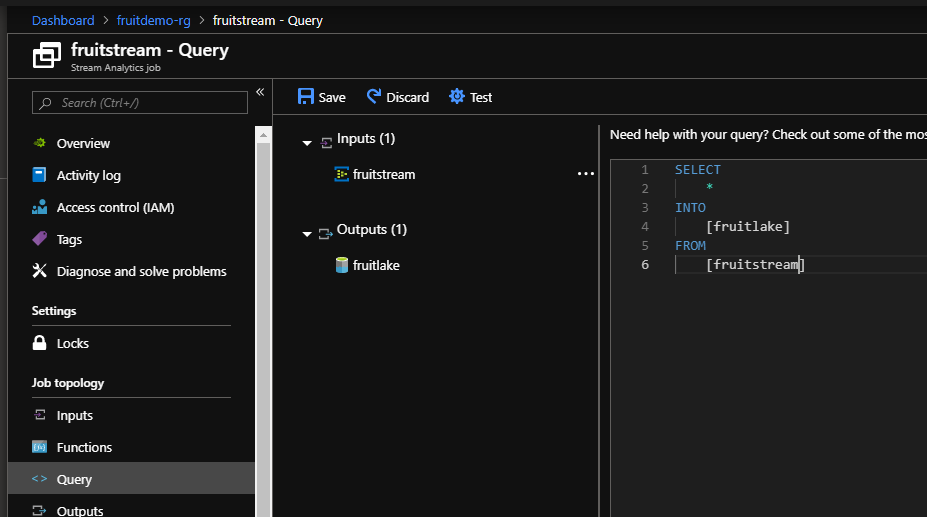 Dashboard > fruitdemo-rg > fruitstream - Query
fruitstream - Query
Stream Analytics job
Search (Ctrl+/)
«
Overview
Activity log
Access control (IAM)
Tags
Diagnose and solve problems
Settings
Locks
Job topology
Inputs
Functions
Query
Outputs
Save Discard Test
Inputs (1)
fruitstream ...
Outputs (1)
fruitlake
Need help with your query? Check out some of the mos
1 SELECT
2 *
3 INTO
4 [fruitlake]
5 FROM
6 [fruitstream]